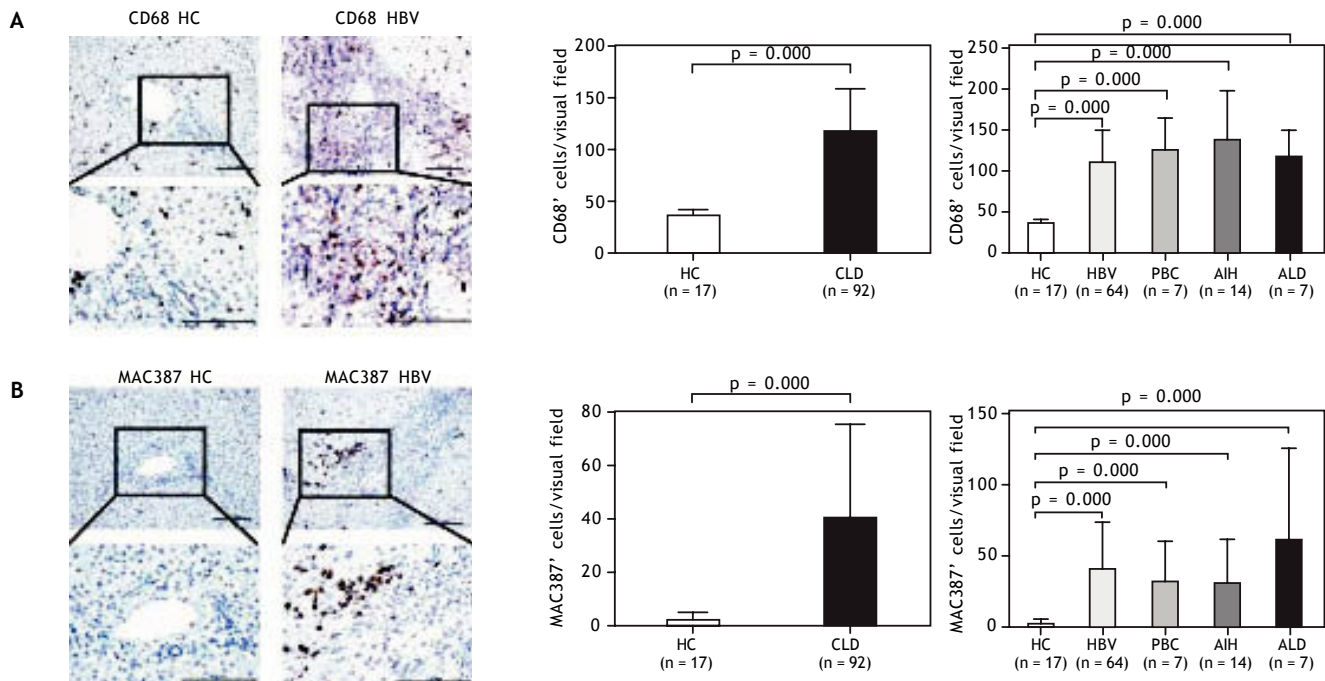 A
CD68 HC
CD68 HBV
CD68' cells/visual field
200
150
100
50
0
p = 0.000
HC
(n = 17)
CLD
(n = 92)
CD68' cells/visual field
250
200
150
100
50
0
p = 0.000
p = 0.000
p = 0.000
p = 0.000
HC
(n = 17)
HBV
(n = 64)
PBC
(n = 7)
AIH
(n = 14)
ALD
(n = 7)
B
MAC387 HC
MAC387 HBV
MAC387' cells/visual field
80
60
40
20
0
p = 0.000
HC
(n = 17)
CLD
(n = 92)
MAC387' cells/visual field
150
100
50
0
p = 0.000
p = 0.000
p = 0.000
p = 0.000
HC
(n = 17)
HBV
(n = 64)
PBC
(n = 7)
AIH
(n = 14)
ALD
(n = 7)